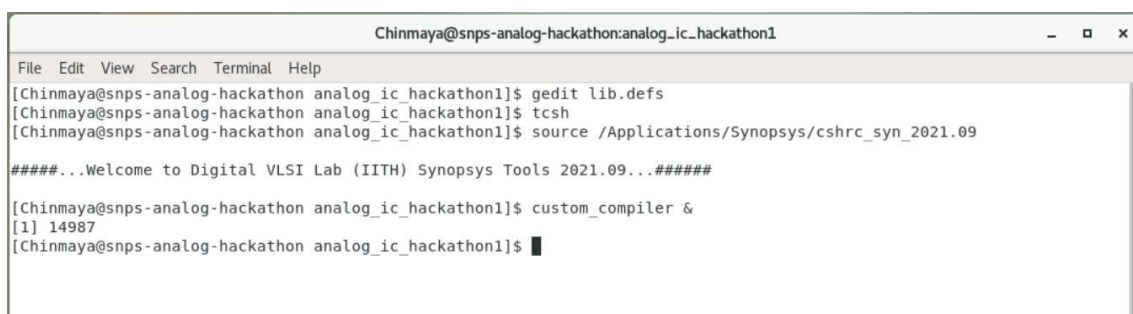 Chinmaya@snps-analog-hackathon:analog_ic_hackathon1
File Edit View Search Terminal Help
[Chinmaya@snps-analog-hackathon analog_ic_hackathon1]$ gedit lib.defs
[Chinmaya@snps-analog-hackathon analog_ic_hackathon1]$ tcsh
[Chinmaya@snps-analog-hackathon analog_ic_hackathon1]$ source /Applications/Synopsys/cshrc_syn_2021.09
#####...Welcome to Digital VLSI Lab (IITH) Synopsys Tools 2021.09...######
[Chinmaya@snps-analog-hackathon analog_ic_hackathon1]$ custom_compiler &
[1] 14987
[Chinmaya@snps-analog-hackathon analog_ic_hackathon1]$